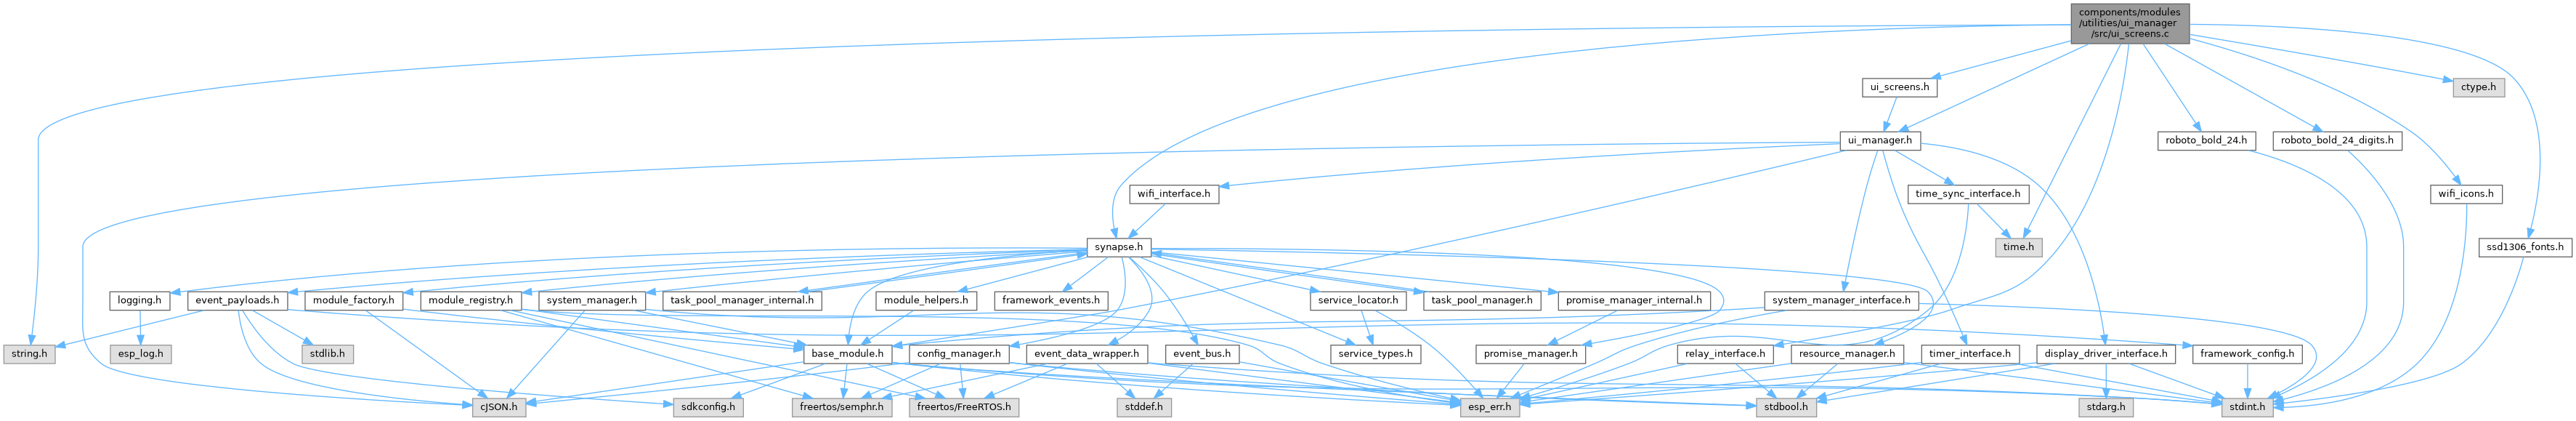 components/modules
/utilities/ui_manager
/src/ui_screens.c
ui_screens.h
ctype.h
ui_manager.h
roboto_bold_24.h
roboto_bold_24_digits.h
wifi_interface.h
time_sync_interface.h
wifi_icons.h
synapse.h
time.h
ssd1306_fonts.h
logging.h
event_payloads.h
module_factory.h
module_registry.h
system_manager.h
task_pool_manager_internal.h
module_helpers.h
framework_events.h
service_locator.h
task_pool_manager.h
promise_manager_internal.h
system_manager_interface.h
string.h
esp_log.h
stdlib.h
base_module.h
config_manager.h
event_data_wrapper.h
event_bus.h
service_types.h
promise_manager.h
relay_interface.h
resource_manager.h
timer_interface.h
display_driver_interface.h
framework_config.h
cJSON.h
sdkconfig.h
freertos/semphr.h
freertos/FreeRTOS.h
stddef.h
esp_err.h
stdbool.h
stdarg.h
stdint.h